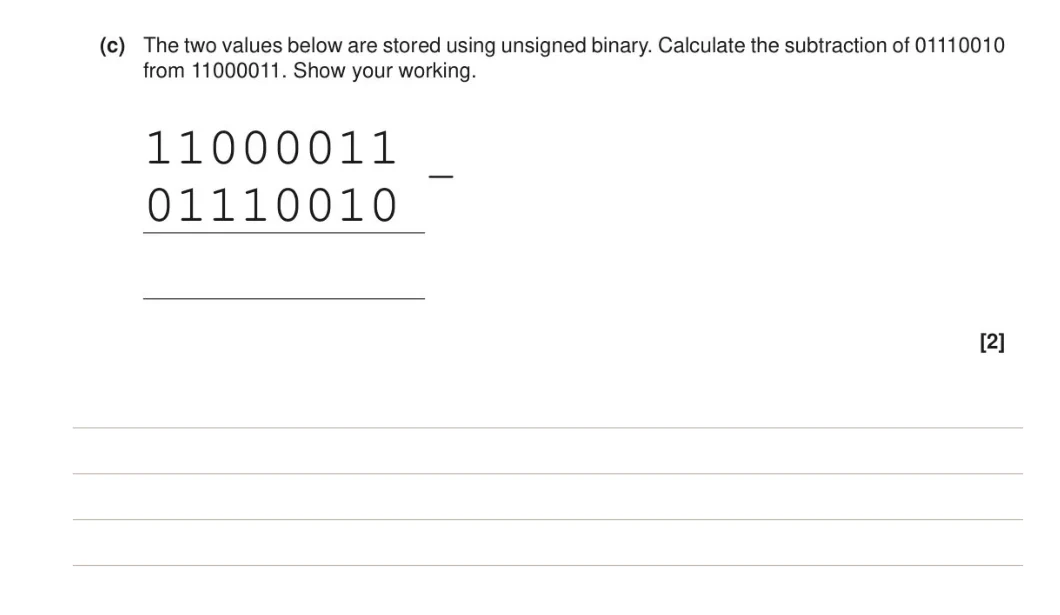 (c) The two values below are stored using unsigned binary. Calculate the subtraction of 01110010
from 11000011. Show your working.
11000011
–
01110010
[2]